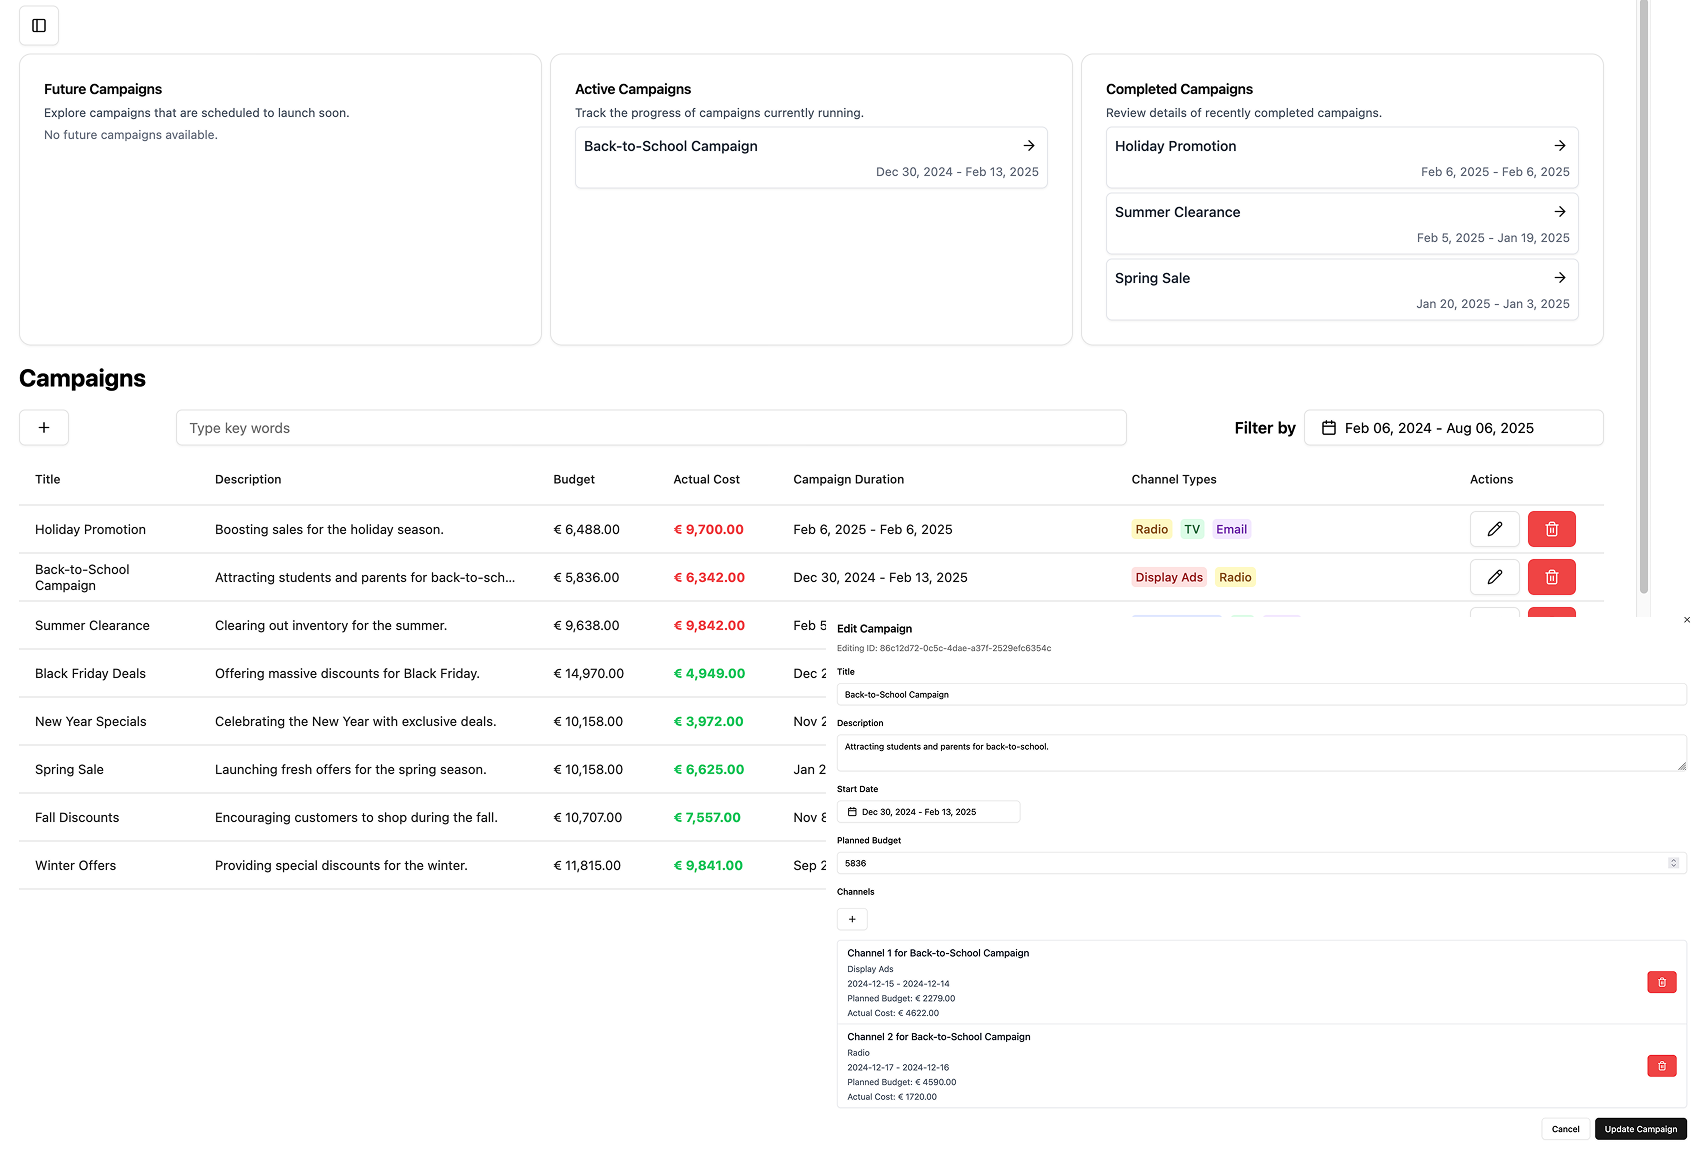 Future Campaigns
Explore campaigns that are scheduled to launch soon.
No future campaigns available.
Active Campaigns
Track the progress of campaigns currently running.
Back-to-School Campaign
Dec 30, 2024 - Feb 13, 2025
Completed Campaigns
Review details of recently completed campaigns.
Holiday Promotion
Feb 6, 2025 - Feb 6, 2025
Summer Clearance
Feb 5, 2025 - Jan 19, 2025
Spring Sale
Jan 20, 2025 - Jan 3, 2025
Campaigns
+ Type key words Filter by Feb 06, 2024 - Aug 06, 2025
Title Description Budget Actual Cost Campaign Duration Channel Types Actions
Holiday Promotion Boosting sales for the holiday season. € 6,488.00 € 9,700.00 Feb 6, 2025 - Feb 6, 2025 Radio TV Email
Back-to-School
Campaign Attracting students and parents for back-to-sch... € 5,836.00 € 6,342.00 Dec 30, 2024 - Feb 13, 2025 Display Ads Radio
Summer Clearance Clearing out inventory for the summer. € 9,638.00 € 9,842.00 Feb 5
Black Friday Deals Offering massive discounts for Black Friday. € 14,970.00 € 4,949.00 Dec 2
New Year Specials Celebrating the New Year with exclusive deals. € 10,158.00 € 3,972.00 Nov 2
Spring Sale Launching fresh offers for the spring season. € 10,158.00 € 6,625.00 Jan 2
Fall Discounts Encouraging customers to shop during the fall. € 10,707.00 € 7,557.00 Nov 8
Winter Offers Providing special discounts for the winter. € 11,815.00 € 9,841.00 Sep 2
Edit Campaign
Editing ID: 86c12d72-0c5c-4dae-a37f-2529efc6354c
Title
Back-to-School Campaign
Description
Attracting students and parents for back-to-school.
Start Date
Dec 30, 2024 - Feb 13, 2025
Planned Budget
5836
Channels
+
Channel 1 for Back-to-School Campaign
Display Ads
2024-12-15 - 2024-12-14
Planned Budget: € 2279.00
Actual Cost: € 4622.00
Channel 2 for Back-to-School Campaign
Radio
2024-12-17 - 2024-12-16
Planned Budget: € 4590.00
Actual Cost: € 1720.00
Cancel Update Campaign